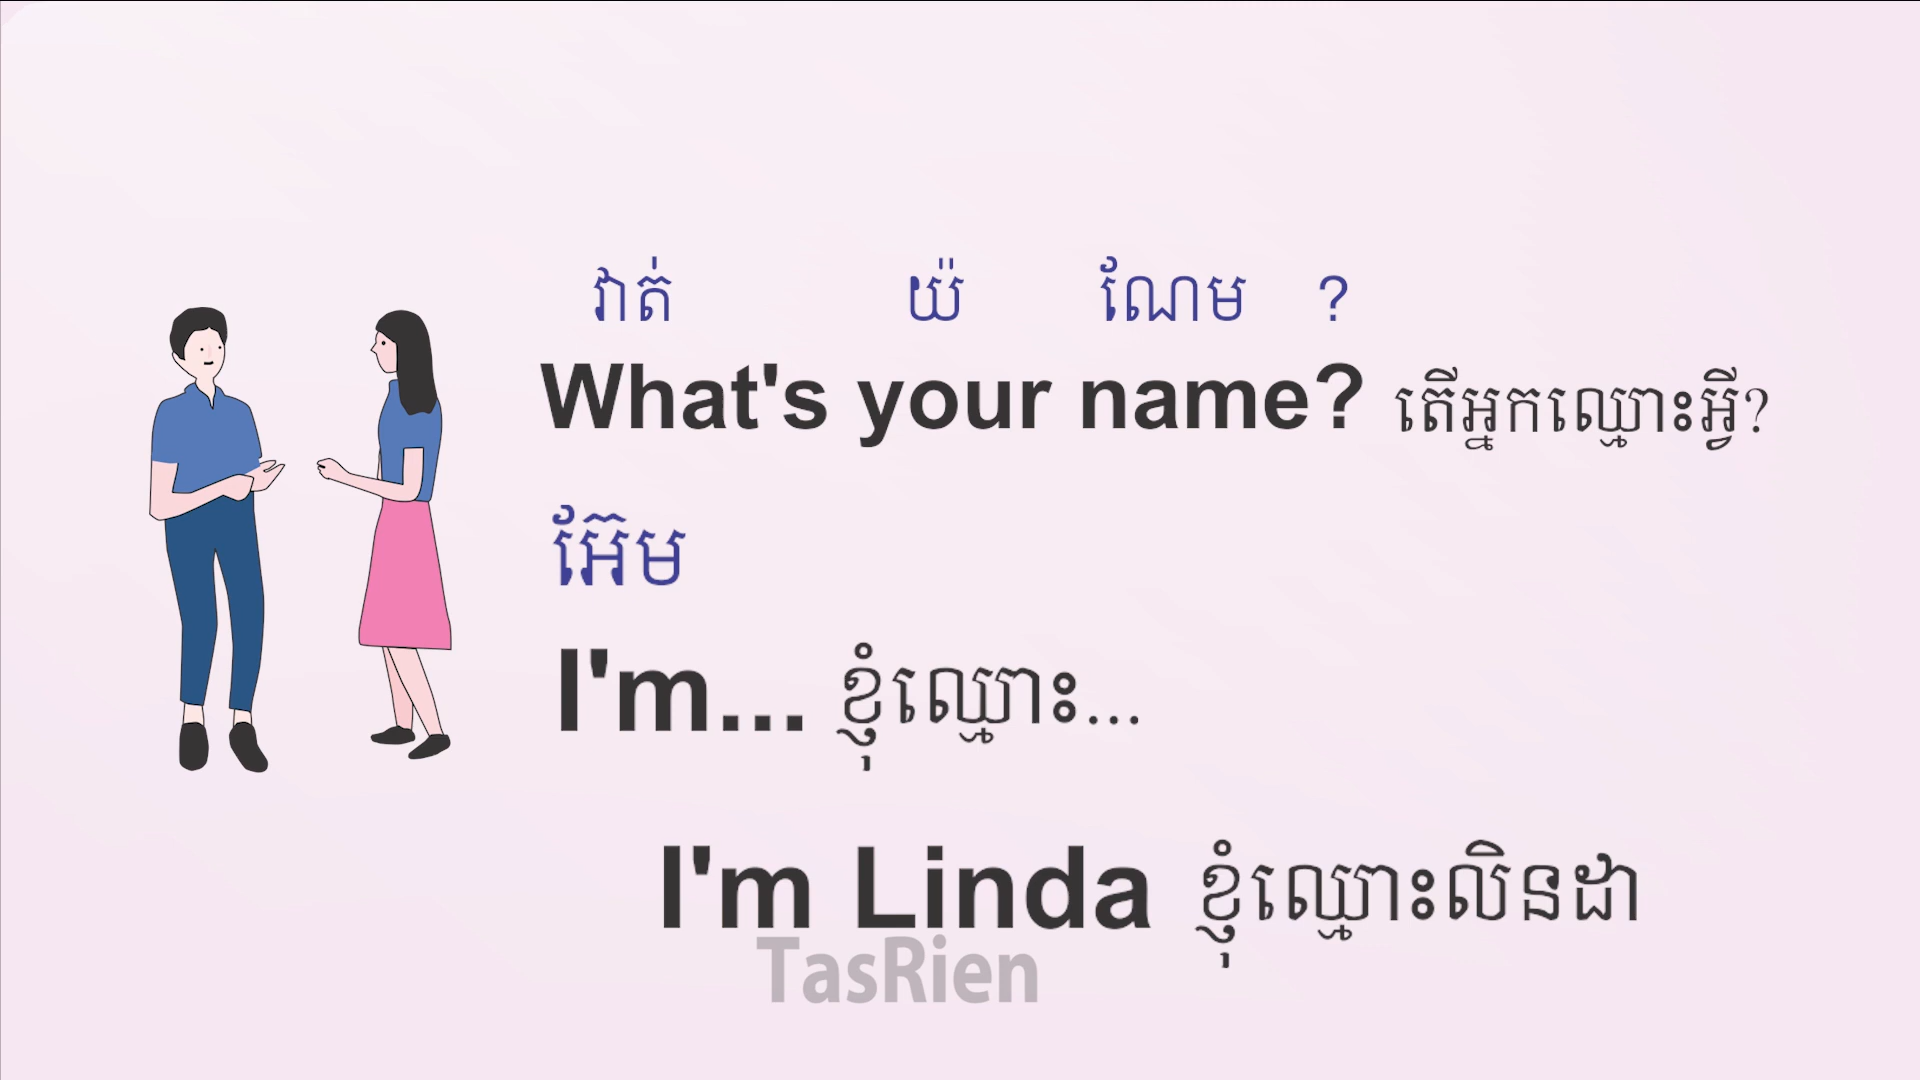 វាត់ យ៉ ណែម ?
What's your name? តើអ្នកឈ្មោះអ្វី?
អ៊ែម
I'm... ខ្ញុំឈ្មោះ...
I'm Linda ខ្ញុំឈ្មោះលិនដា
TasRien